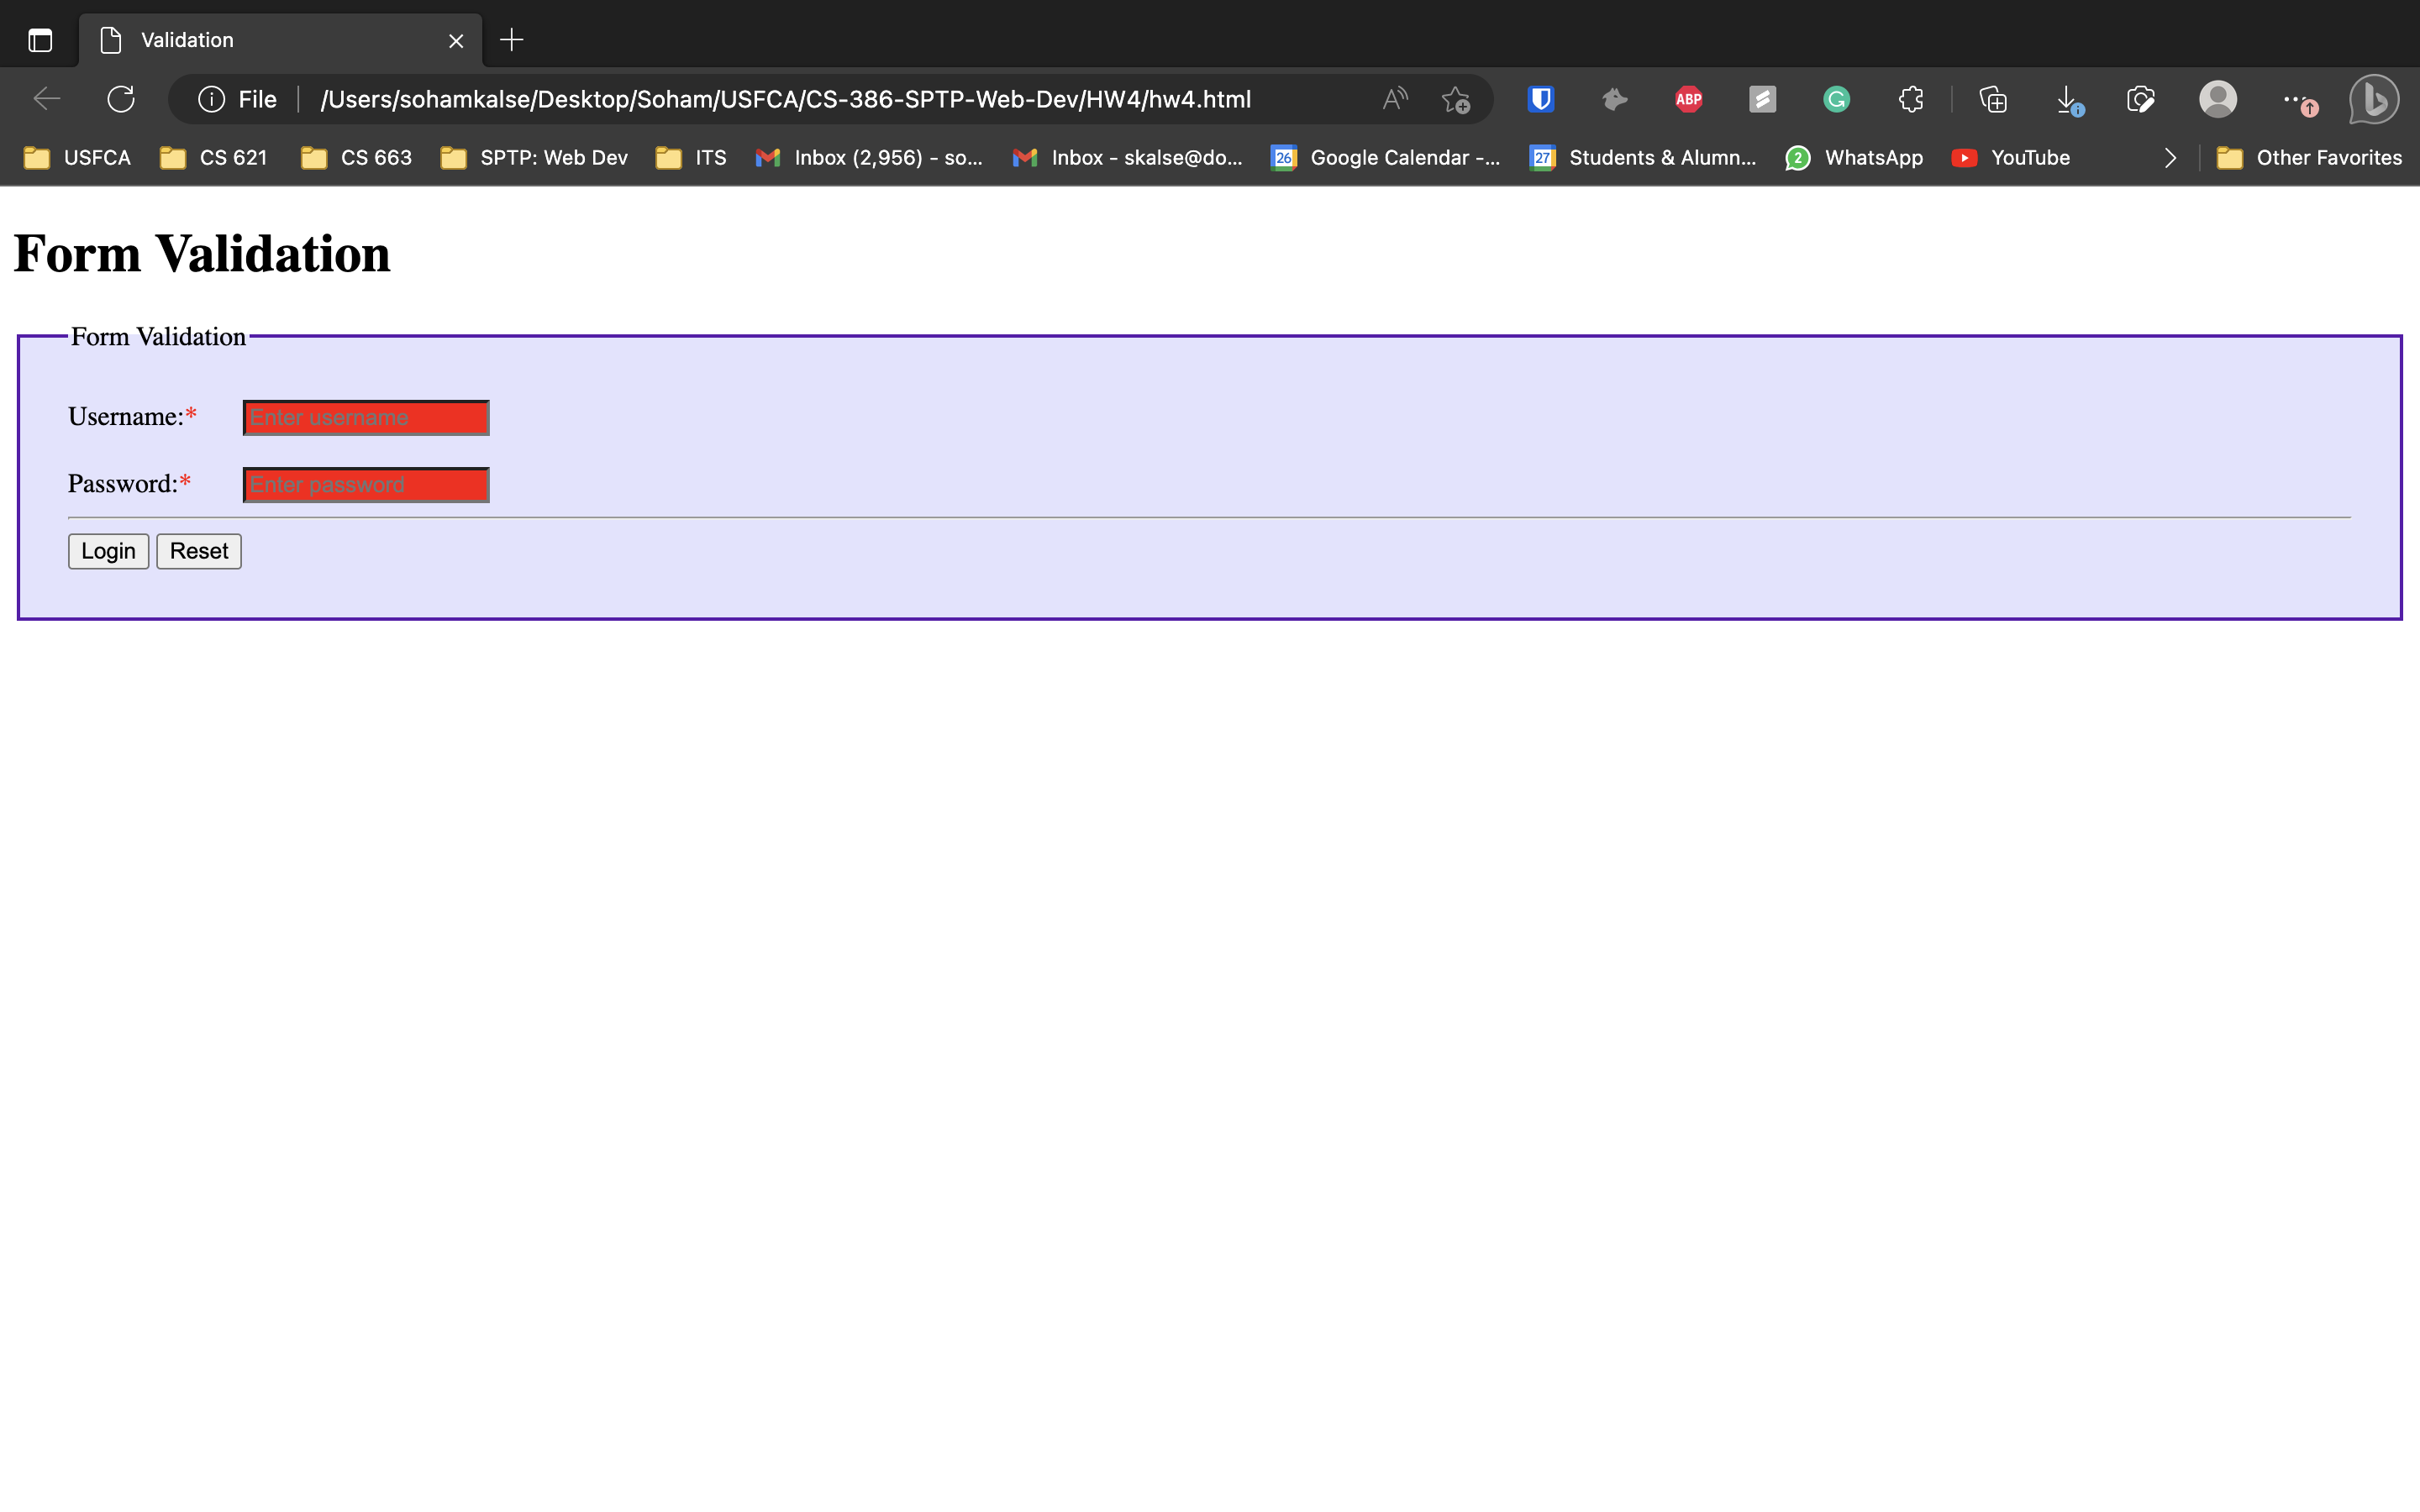 Validation
File /Users/sohamkalse/Desktop/Soham/USFCA/CS-386-SPTP-Web-Dev/HW4/hw4.html A ABP G
USFCA CS 621 CS 663 SPTP: Web Dev ITS Inbox (2,956) - so... Inbox - skalse@do... 26 Google Calendar -... 27 Students & Alumn... 2 WhatsApp YouTube Other Favorites
Form Validation
Form Validation
Username:* Enter username
Password:* Enter password
Login Reset